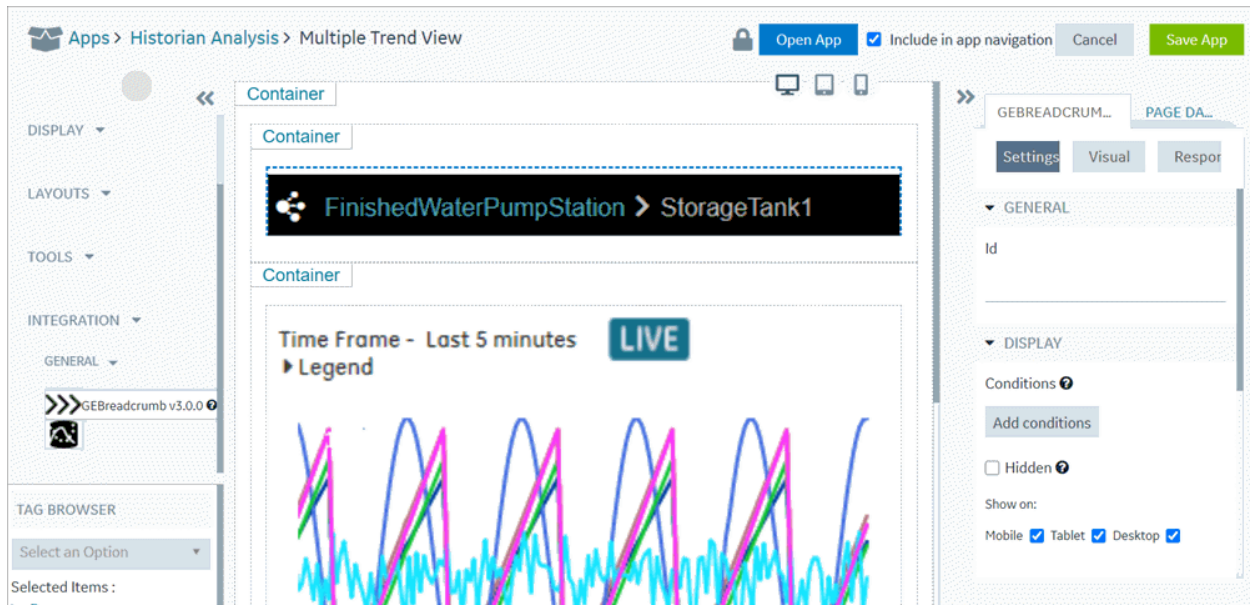 Apps > Historian Analysis > Multiple Trend View
Open App
Include in app navigation
Cancel
Save App
DISPLAY
LAYOUTS
TOOLS
INTEGRATION
GENERAL
GEBreadcrumb v3.0.0
TAG BROWSER
Select an Option
Selected Items :
Container
Container
FinishedWaterPumpStation > StorageTank1
Container
Time Frame - Last 5 minutes
LIVE
Legend
GEBREADCRUM...
PAGE DA...
Settings
Visual
Respor
GENERAL
Id
DISPLAY
Conditions
Add conditions
Hidden
Show on:
Mobile Tablet Desktop